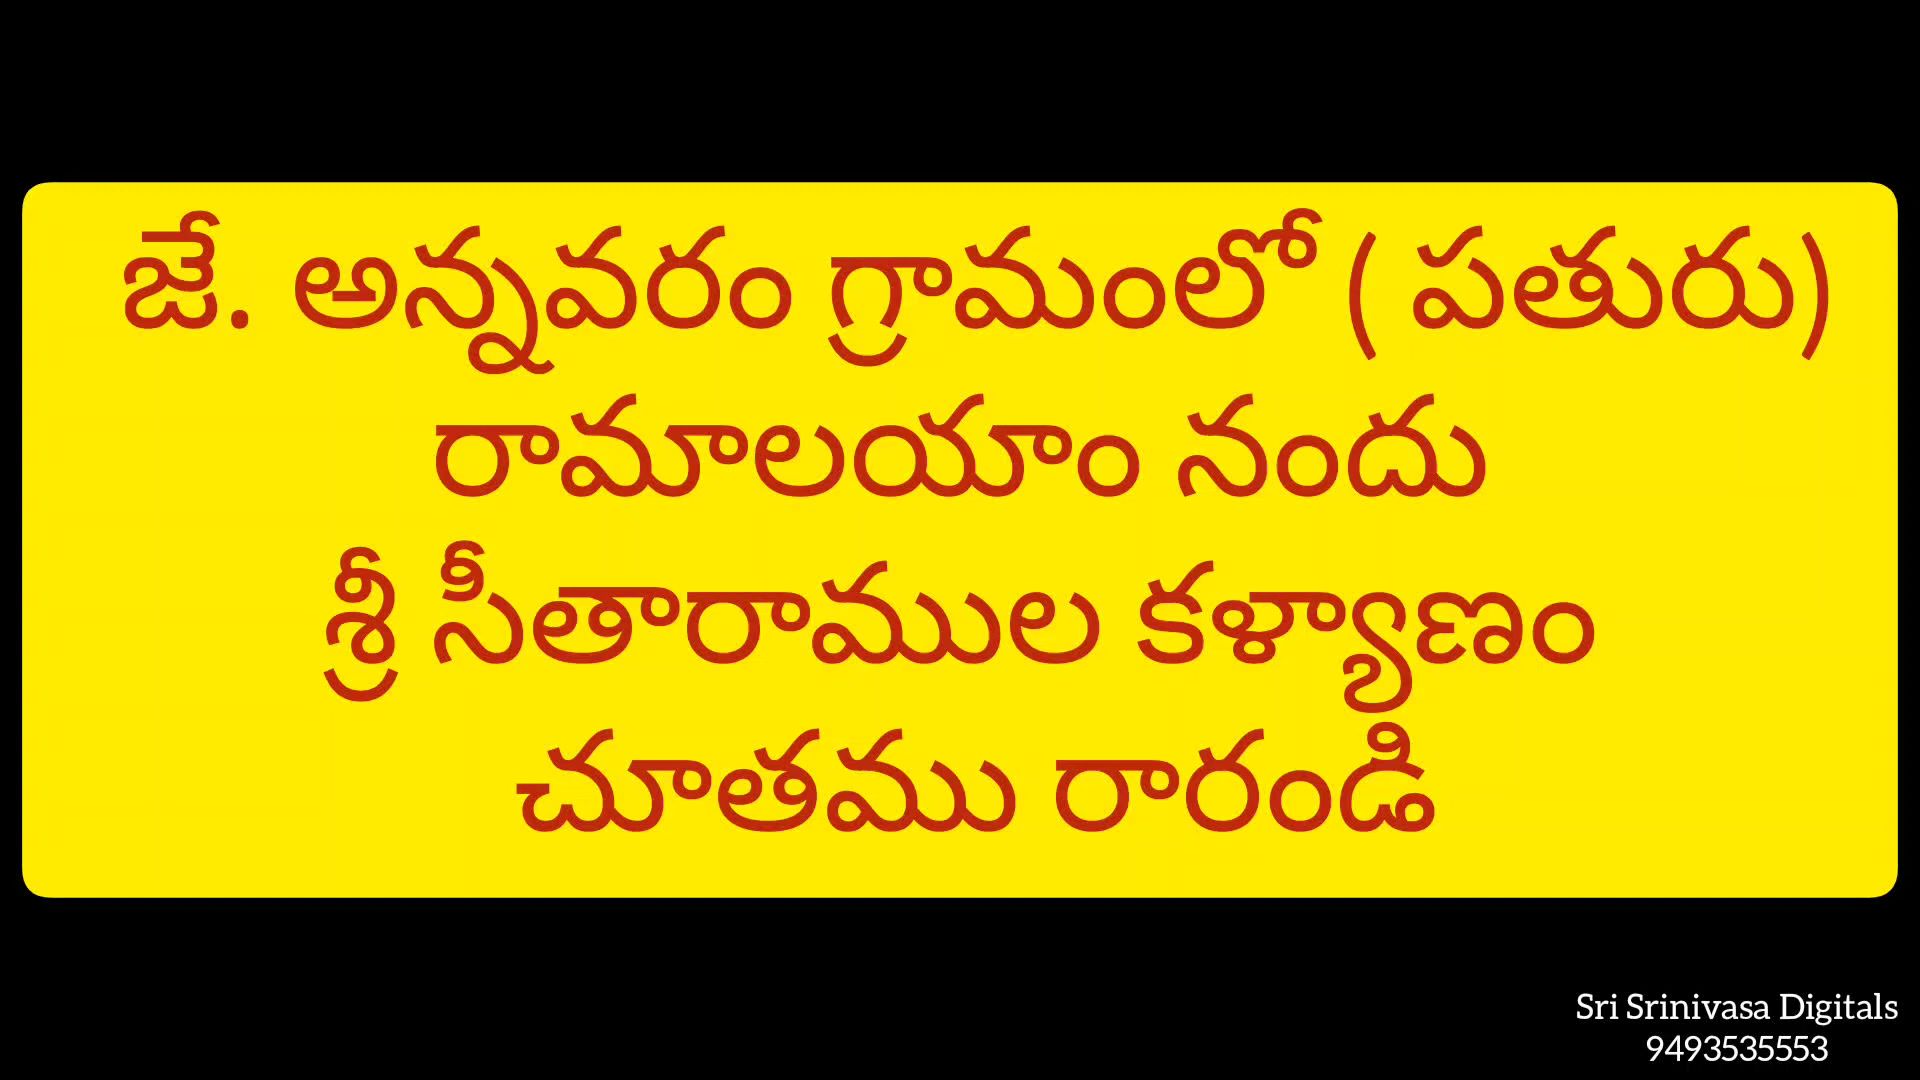 జే. అన్నవరం గ్రామంలో ( పతురు)
రామాలయాం నందు
శ్రీ సీతారాముల కళ్యాణం
చూతము రారండి
Sri Srinivasa Digitals
9493535553